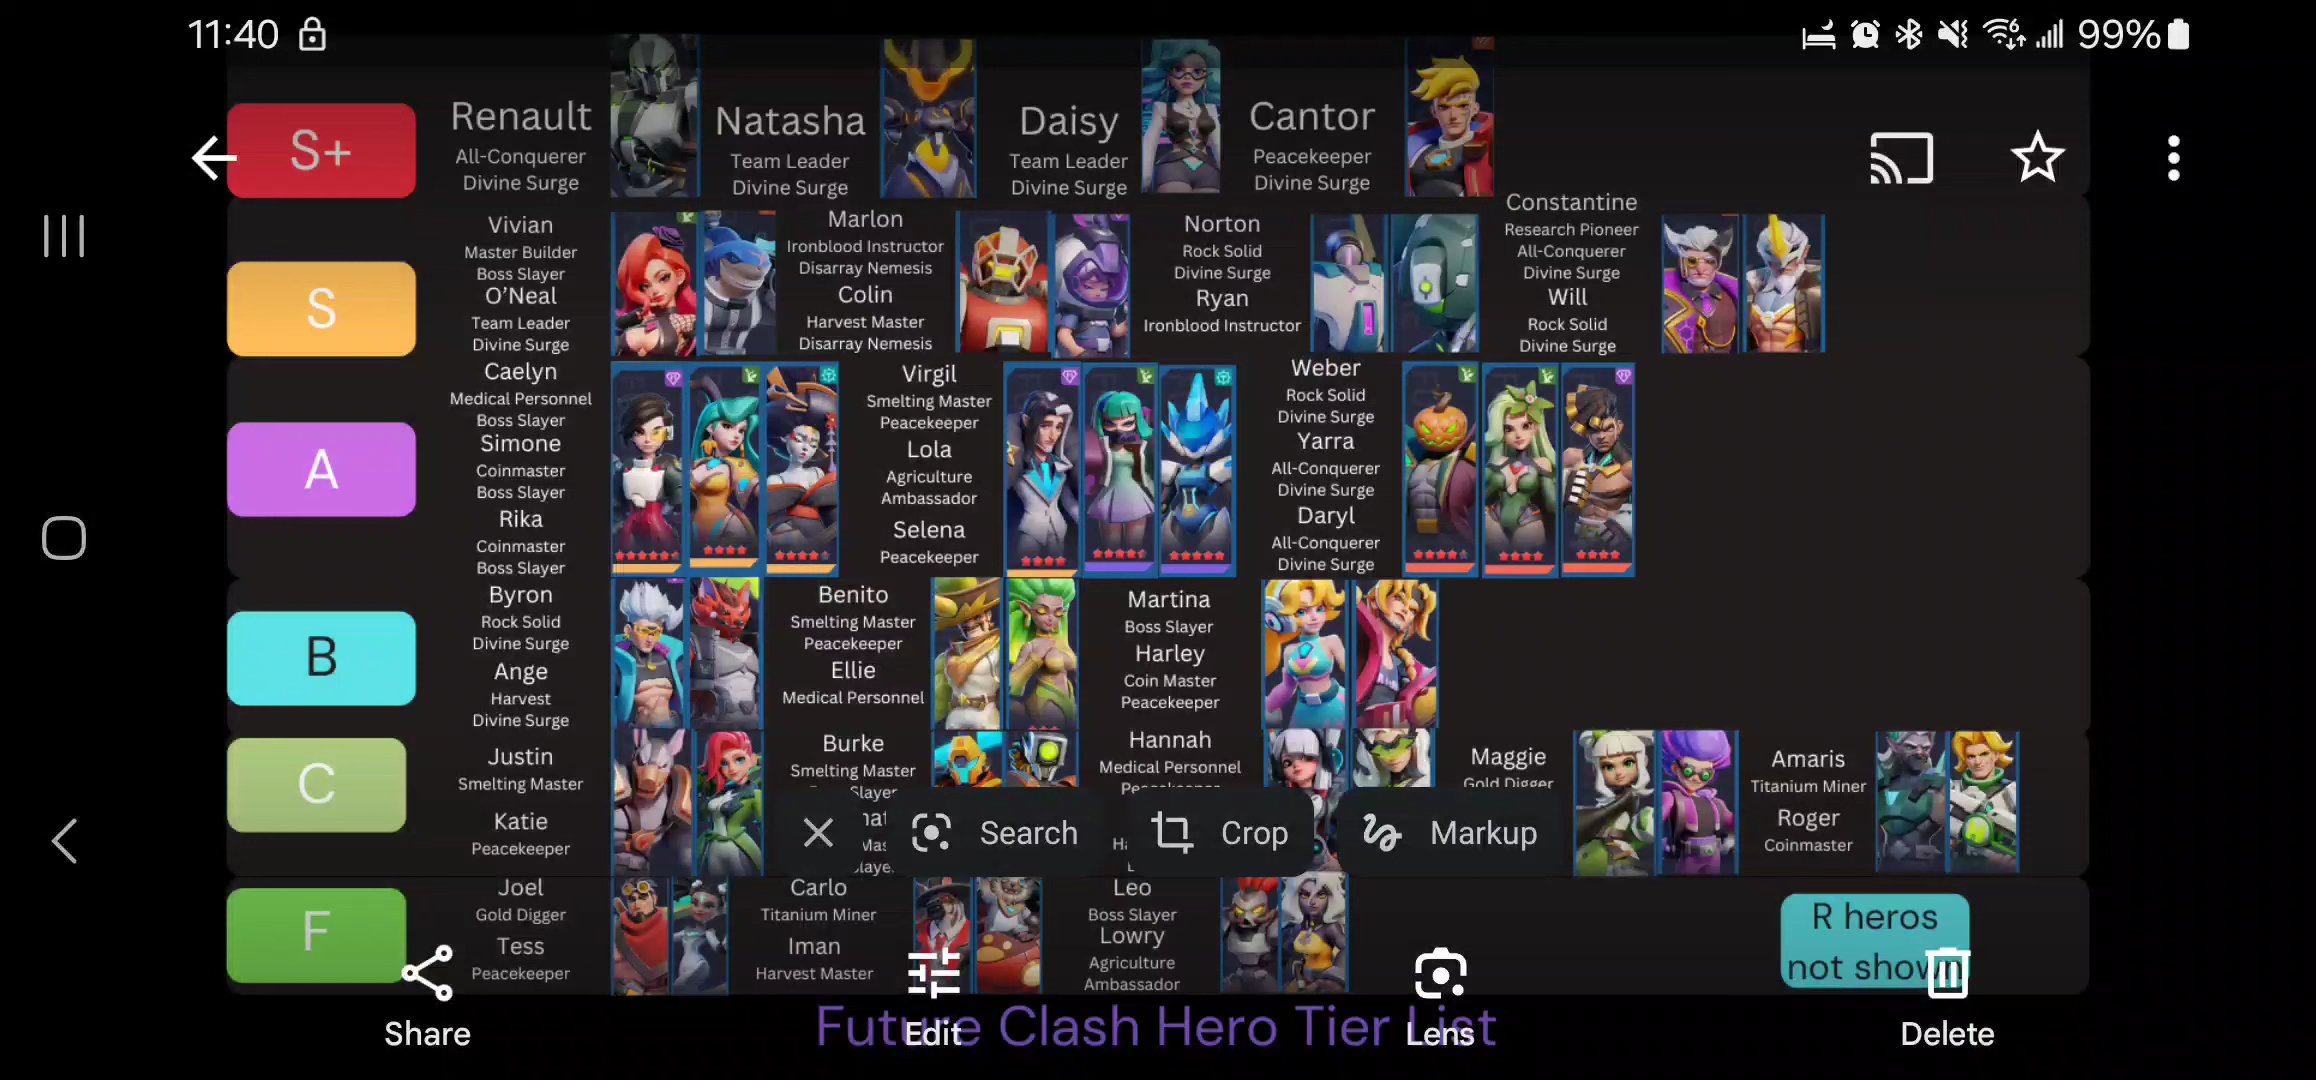 11:40
99%
S+
Renault
All-Conquerer
Divine Surge
Natasha
Team Leader
Divine Surge
Daisy
Team Leader
Divine Surge
Cantor
Peacekeeper
Divine Surge
S
Vivian
Master Builder
Boss Slayer
O'Neal
Team Leader
Divine Surge
Marlon
Ironblood Instructor
Disarray Nemesis
Colin
Harvest Master
Disarray Nemesis
Norton
Rock Solid
Divine Surge
Ryan
Ironblood Instructor
Constantine
Research Pioneer
All-Conquerer
Divine Surge
Will
Rock Solid
Divine Surge
A
Caelyn
Medical Personnel
Boss Slayer
Simone
Coinmaster
Boss Slayer
Rika
Coinmaster
Boss Slayer
Virgil
Smelting Master
Peacekeeper
Lola
Agriculture
Ambassador
Selena
Peacekeeper
Weber
Rock Solid
Divine Surge
Yarra
All-Conquerer
Divine Surge
Daryl
All-Conquerer
Divine Surge
B
Byron
Rock Solid
Divine Surge
Ange
Harvest
Divine Surge
Benito
Smelting Master
Peacekeeper
Ellie
Medical Personnel
Martina
Boss Slayer
Harley
Coin Master
Peacekeeper
C
Justin
Smelting Master
Katie
Peacekeeper
Burke
Smelting Master
Hannah
Medical Personnel
Maggie
Gold Digger
Amaris
Titanium Miner
Roger
Coinmaster
Search
Crop
Markup
F
Joel
Gold Digger
Tess
Peacekeeper
Carlo
Titanium Miner
Iman
Harvest Master
Leo
Boss Slayer
Lowry
Agriculture
Ambassador
R heros
not shown
Future Clash Hero Tier List
Share
Edit
Lens
Delete